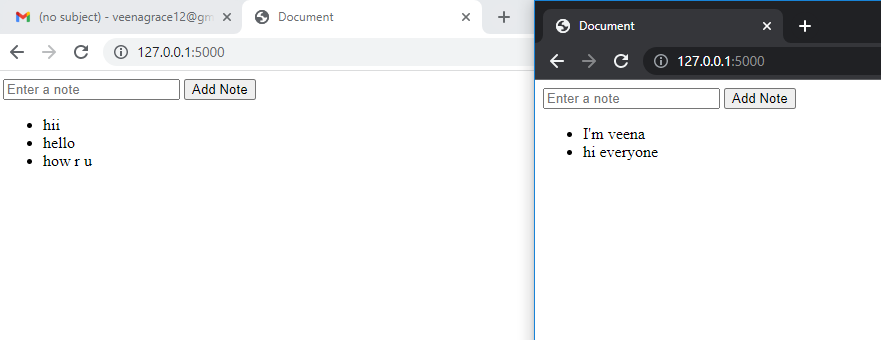 (no subject) - veenagrace12@gm
Document
127.0.0.1:5000
Enter a note
Add Note
hii
hello
how r u
Document
127.0.0.1:5000
Enter a note
Add Note
I'm veena
hi everyone